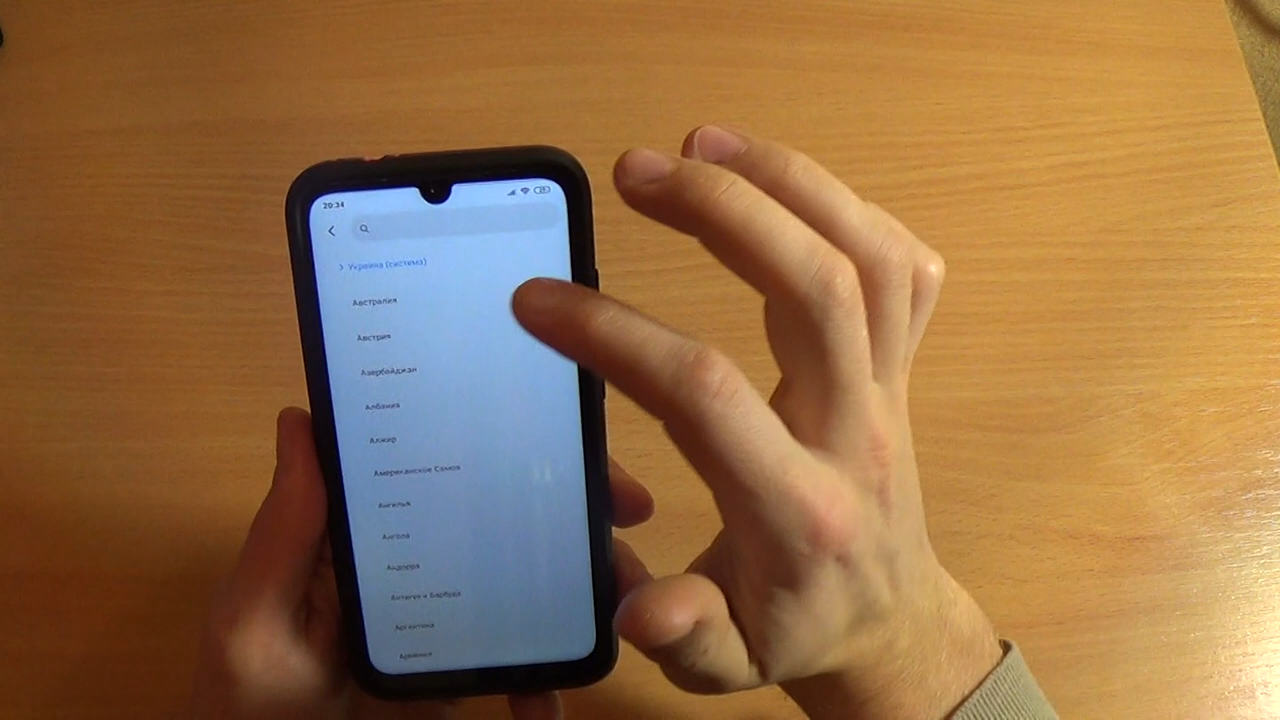 20:34
Украина (система)
Австралия
Австрия
Азербайджан
Албания
Алжир
Американское Самоа
Ангилья
Ангола
Андорра
Антигуа и Барбуда
Аргентина
Армения